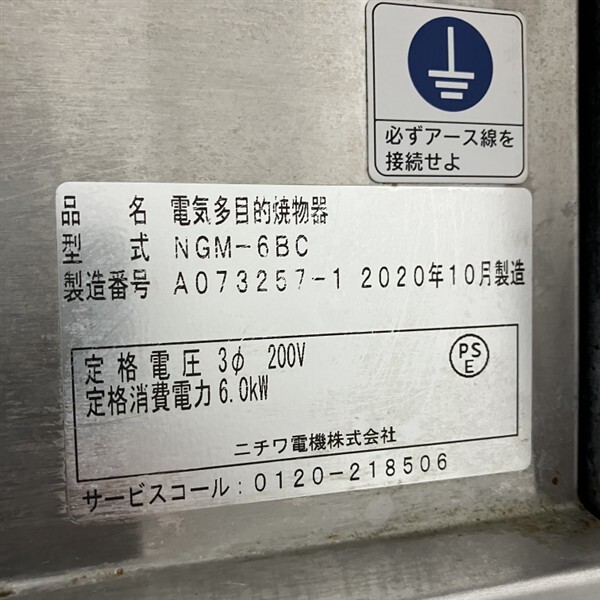 必ずアース線を
接続せよ
品 名 電気多目的焼物器
型 式 NGM-6BC
製造番号 A073257-1 2020年10月製造
定格電圧 3φ 200V
定格消費電力 6.0kW
PS
E
ニチワ電機株式会社
サービスコール:0120-218506